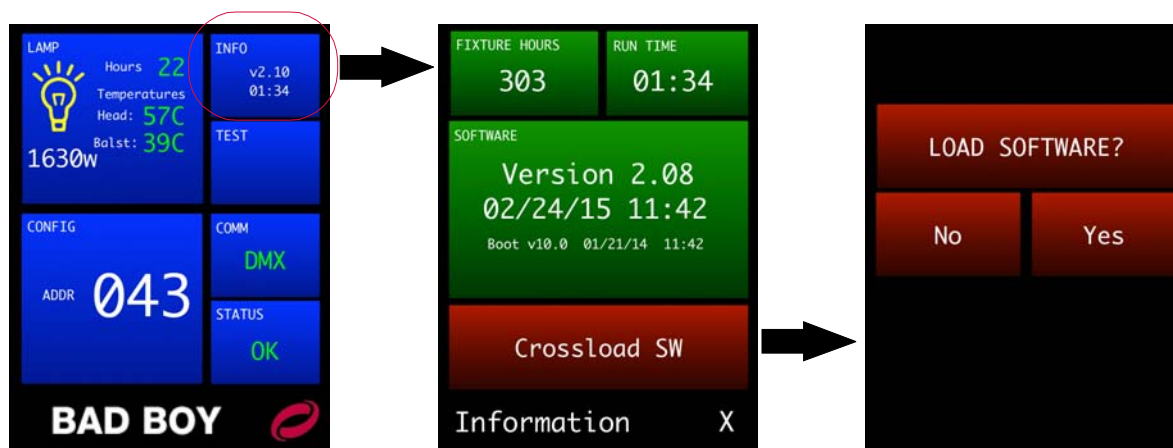 LAMP
Hours 22
Temperatures
Head: 57C
Balst: 39C
1630w
INFO
v2.10
01:34
TEST
CONFIG
ADDR 043
COMM
DMX
STATUS
OK
BAD BOY
FIXTURE HOURS
303
RUN TIME
01:34
SOFTWARE
Version 2.08
02/24/15 11:42
Boot v10.0 01/21/14 11:42
Crossload SW
Information X
LOAD SOFTWARE?
No
Yes